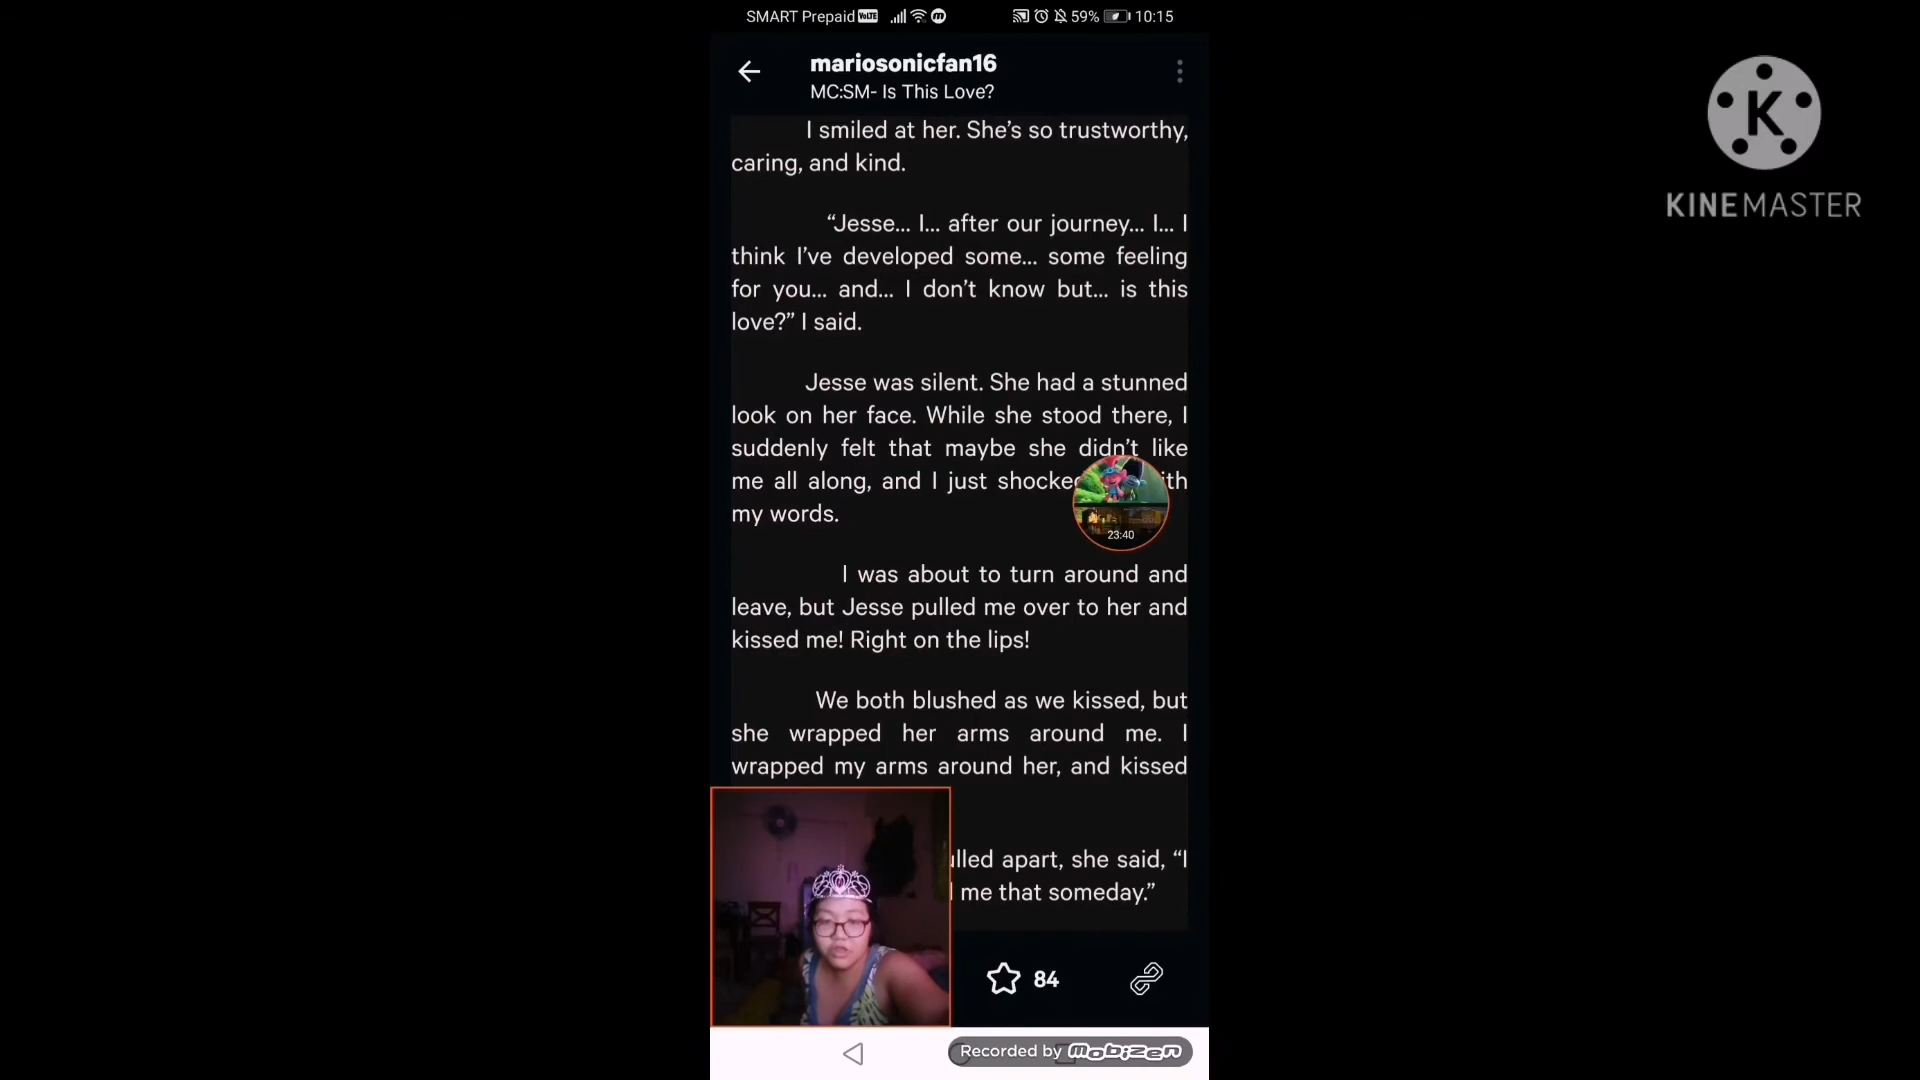 SMART Prepaid VoLTE
59%
10:15
mariosonicfan16
MC:SM- Is This Love?
I smiled at her. She’s so trustworthy,
caring, and kind.
“Jesse... I... after our journey... I... I
think I’ve developed some... some feeling
for you... and... I don’t know but... is this
love?” I said.
Jesse was silent. She had a stunned
look on her face. While she stood there, I
suddenly felt that maybe she didn’t like
me all along, and I just shocked
my words.
23:40
I was about to turn around and
leave, but Jesse pulled me over to her and
kissed me! Right on the lips!
We both blushed as we kissed, but
she wrapped her arms around me. I
wrapped my arms around her, and kissed
apart, she said, “I
me that someday.”
84
Recorded by mobizen
K
KINEMASTER